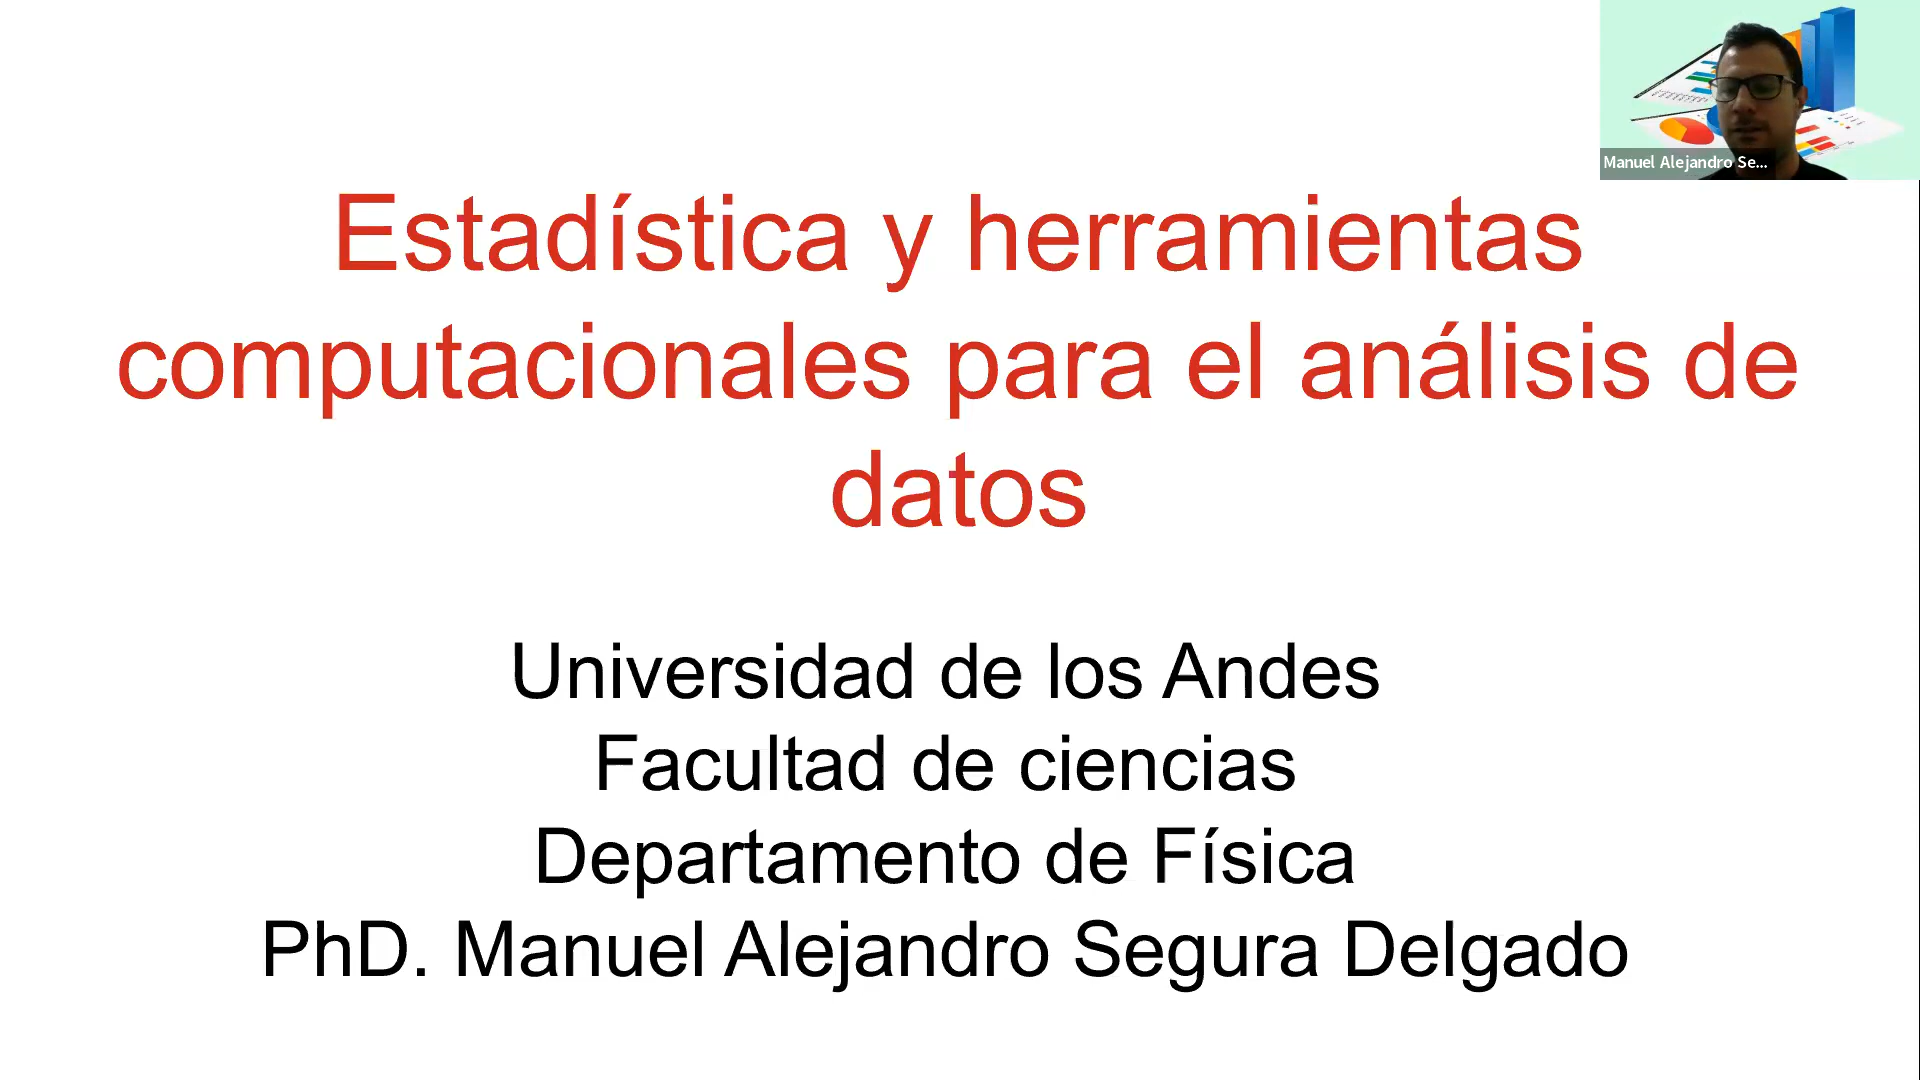 Manuel Alejandro Se...
Estadística y herramientas
computacionales para el análisis de
datos
Universidad de los Andes
Facultad de ciencias
Departamento de Física
PhD. Manuel Alejandro Segura Delgado